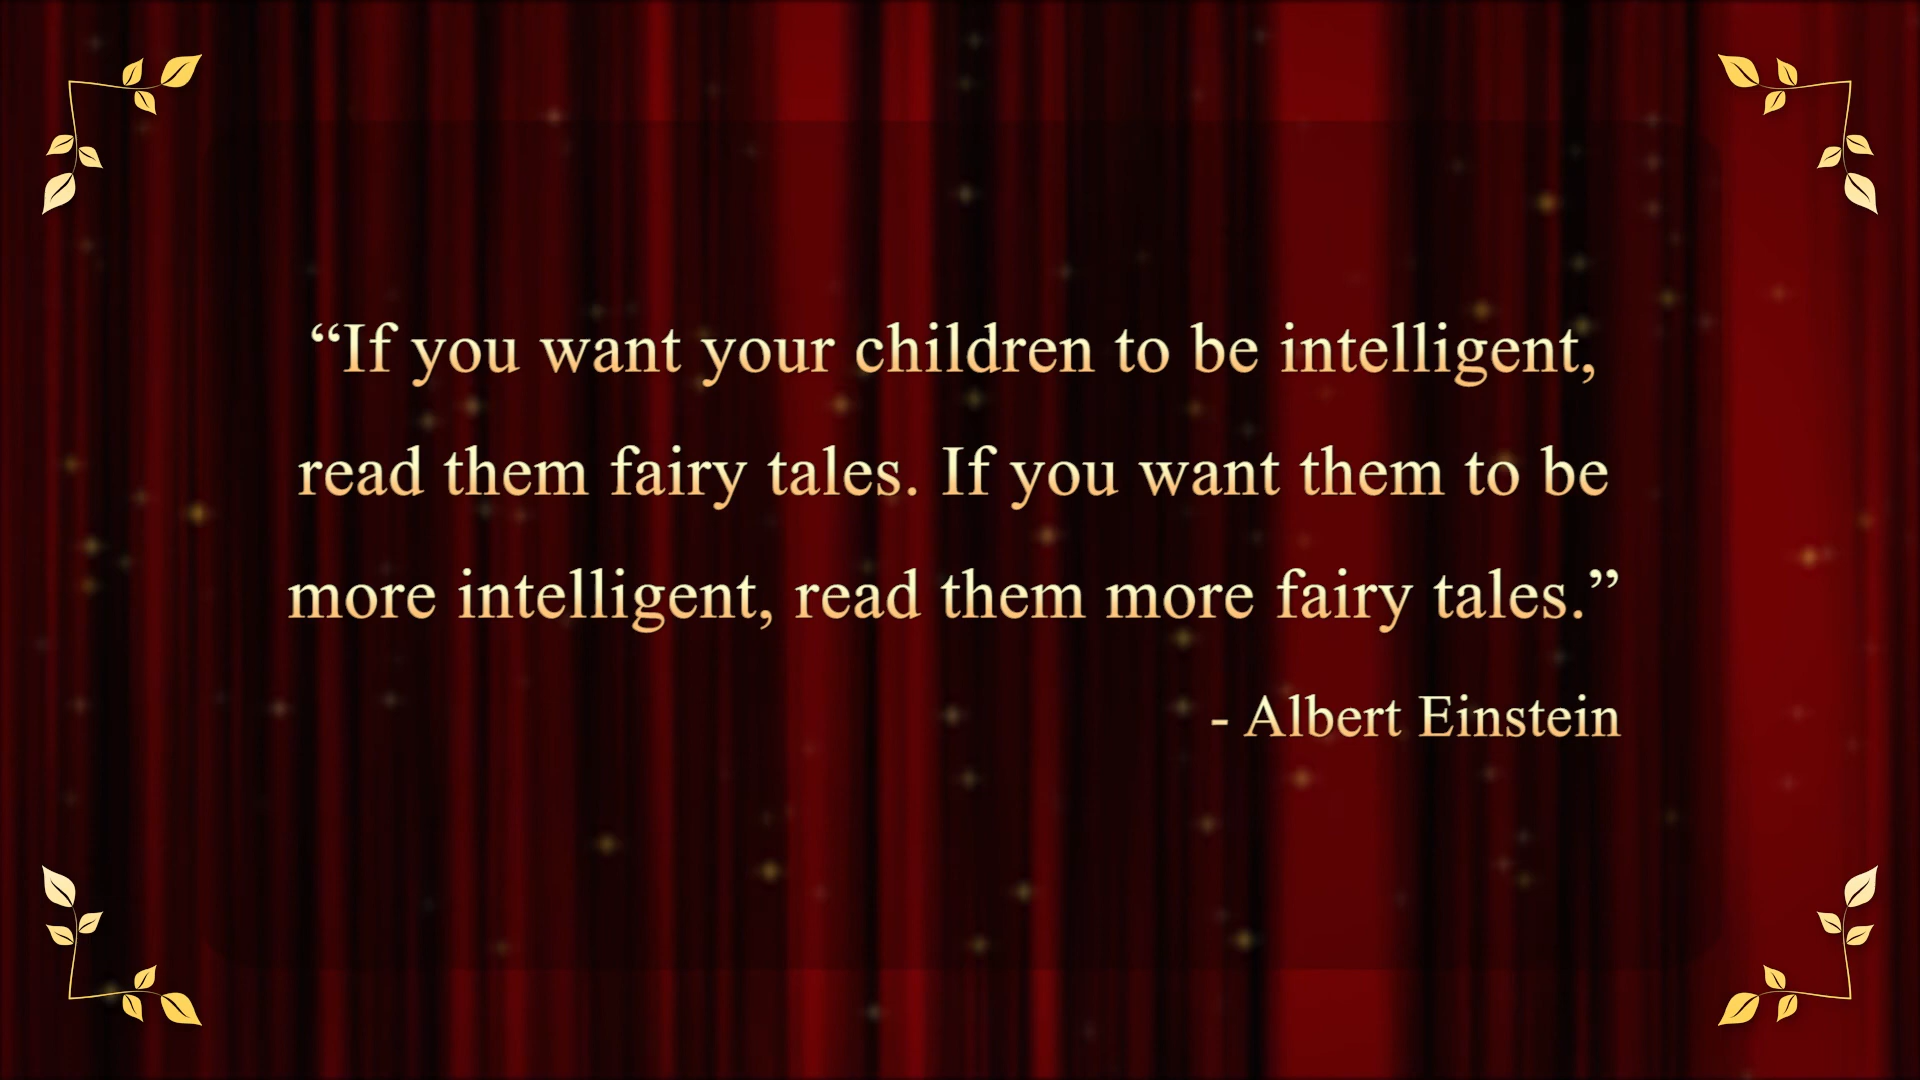 “If you want your children to be intelligent,
read them fairy tales. If you want them to be
more intelligent, read them more fairy tales.”
- Albert Einstein